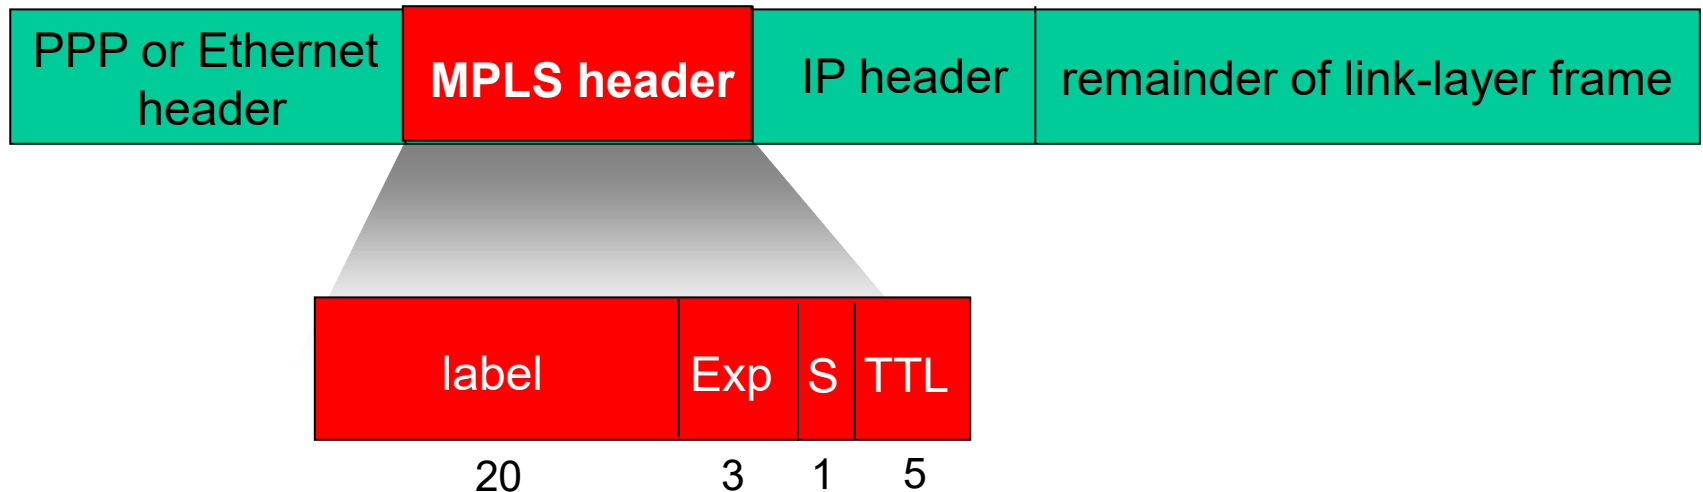 PPP or Ethernet
header
MPLS header
IP header
remainder of link-layer frame
label
Exp
S
TTL
20
3
1
5